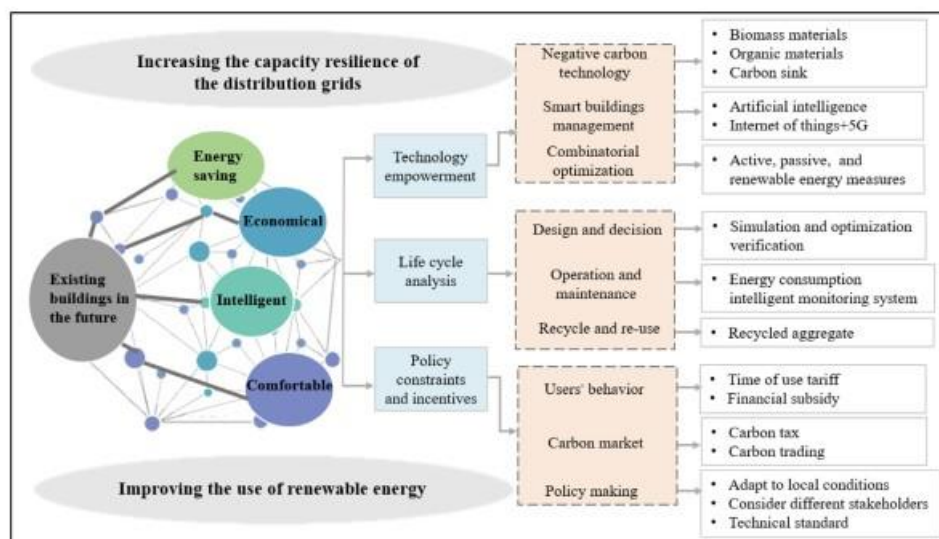 Increasing the capacity resilience of
the distribution grids
Energy
saving
Economical
Existing
buildings in
the future
Intelligent
Comfortable
Improving the use of renewable energy
Technology
empowerment
Life cycle
analysis
Policy
constraints
and incentives
Negative carbon
technology
Smart buildings
management
Combinatorial
optimization
Design and decision
Operation and
maintenance
Recycle and re-use
Users' behavior
Carbon market
Policy making
• Biomass materials
• Organic materials
• Carbon sink
• Artificial intelligence
• Internet of things+5G
• Active, passive, and
renewable energy measures
• Simulation and optimization
verification
• Energy consumption
intelligent monitoring system
• Recycled aggregate
• Time of use tariff
• Financial subsidy
• Carbon tax
• Carbon trading
• Adapt to local conditions
• Consider different stakeholders
• Technical standard